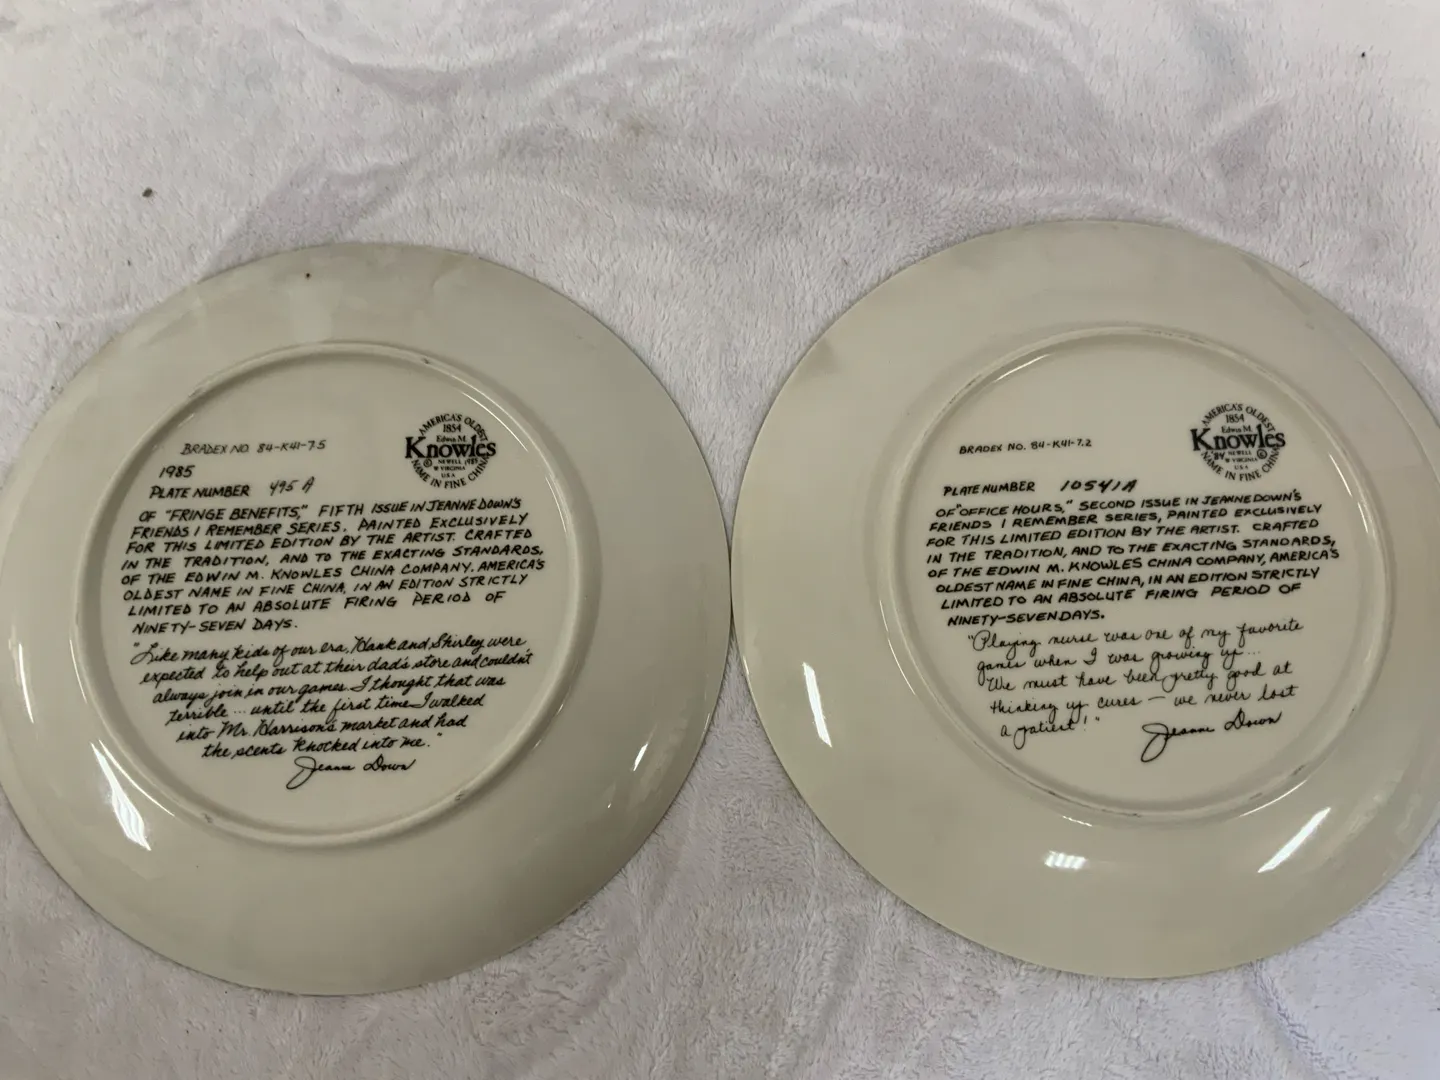 BRADEX NO. 84-K41-7.5
1985
PLATE NUMBER 495 A
OF "FRINGE BENEFITS," FIFTH ISSUE IN JEANNE DOWN'S
FRIENDS I REMEMBER SERIES. PAINTED EXCLUSIVELY
FOR THIS LIMITED EDITION BY THE ARTIST. CRAFTED
IN THE TRADITION, AND TO THE EXACTING STANDARDS,
OF THE EDWIN M. KNOWLES CHINA COMPANY, AMERICA'S
OLDEST NAME IN FINE CHINA, IN AN EDITION STRICTLY
LIMITED TO AN ABSOLUTE FIRING PERIOD OF
NINETY-SEVEN DAYS.
"Like many kids of our era, Hank and Shirley were
expected to help out at their dad's store and couldn't
always join in our games. I thought that was
terrible ... until the first time I walked
into Mr. Harrison's market and had
the scents knocked into me."
Jeanne Down
AMERICA'S OLDEST
1854
Edwin M.
Knowles
© NEWELL 1985
W VIRGINIA
U.S.A
NAME IN FINE CHINA
BRADEX NO. 84-K41-7.2
PLATE NUMBER 10541A
OF "OFFICE HOURS," SECOND ISSUE IN JEANNE DOWN'S
FRIENDS I REMEMBER SERIES, PAINTED EXCLUSIVELY
FOR THIS LIMITED EDITION BY THE ARTIST. CRAFTED
IN THE TRADITION, AND TO THE EXACTING STANDARDS,
OF THE EDWIN M. KNOWLES CHINA COMPANY, AMERICA'S
OLDEST NAME IN FINE CHINA, IN AN EDITION STRICTLY
LIMITED TO AN ABSOLUTE FIRING PERIOD OF
NINETY-SEVEN DAYS.
"Playing nurse was one of my favorite
games when I was growing up ...
We must have been pretty good at
thinking up cures — we never lost
a patient!"
Jeanne Down
AMERICA'S OLDEST
1854
Edwin M.
Knowles
84 NEWELL ©
W VIRGINIA
U.S.A
NAME IN FINE CHINA